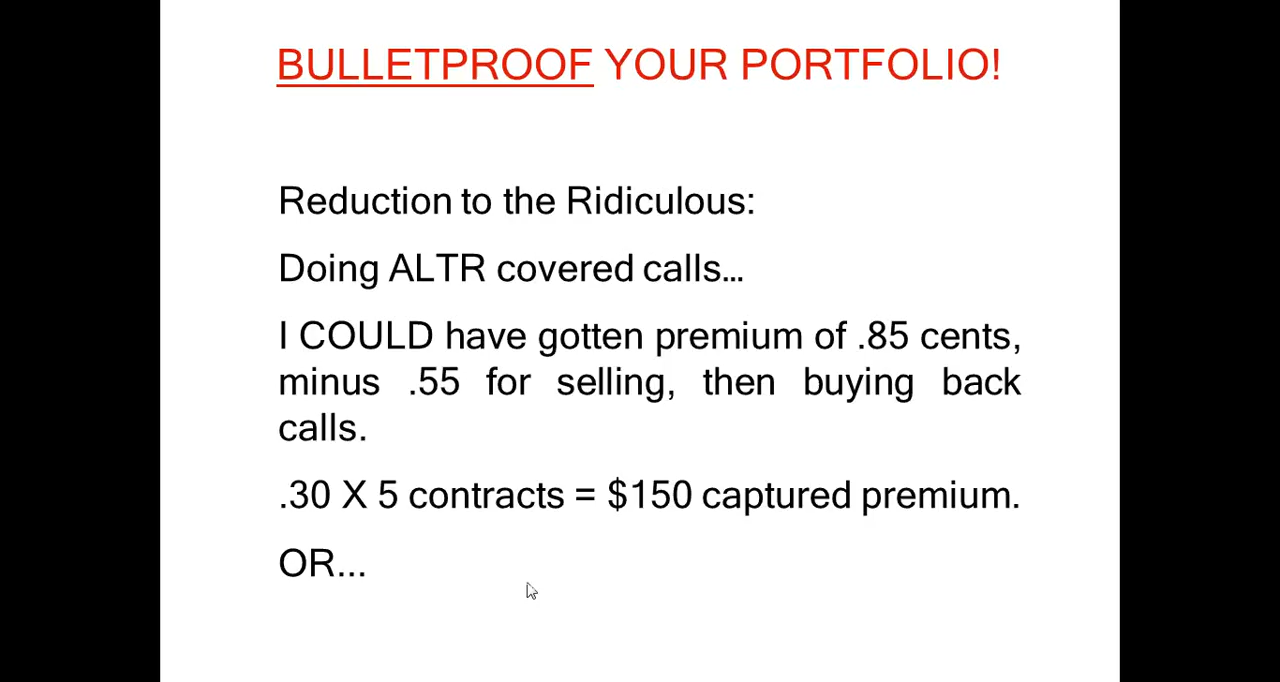 BULLETPROOF YOUR PORTFOLIO!
Reduction to the Ridiculous:
Doing ALTR covered calls...
I COULD have gotten premium of .85 cents,
minus .55 for selling, then buying back
calls.
.30 X 5 contracts = $150 captured premium.
OR...